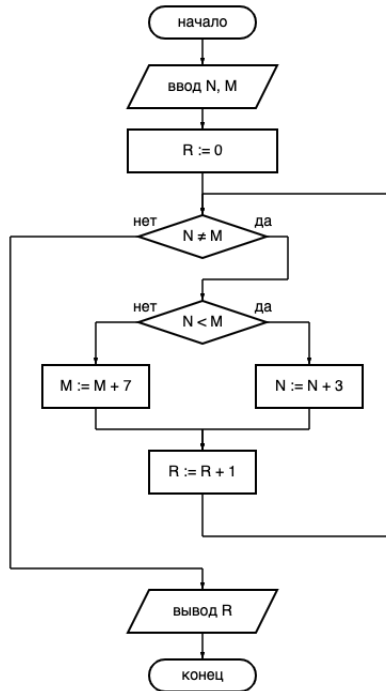 начало
ввод N, M
R := 0
нет
да
N ≠ M
нет
да
N < M
M := M + 7
N := N + 3
R := R + 1
вывод R
конец